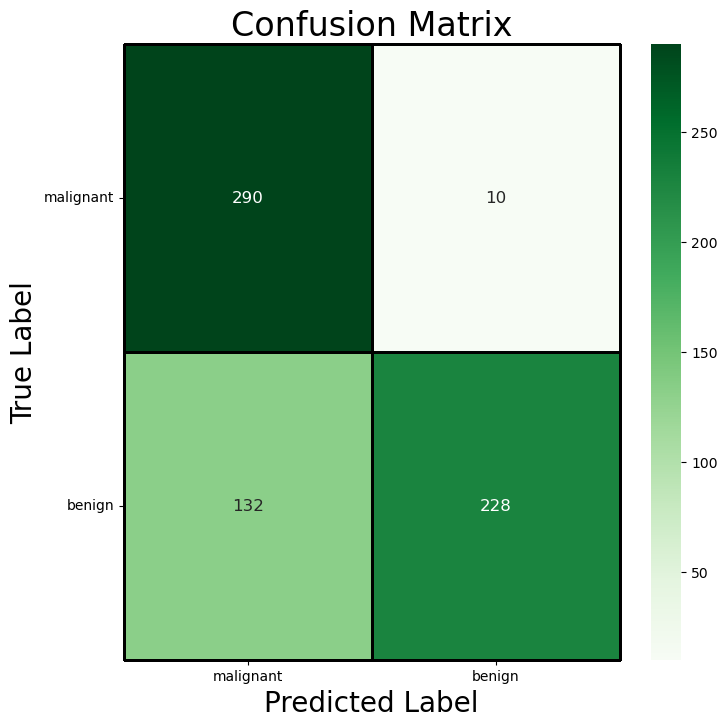 Confusion Matrix
malignant
290
10
250
200
150
100
50
True Label
benign
132
228
malignant
benign
Predicted Label